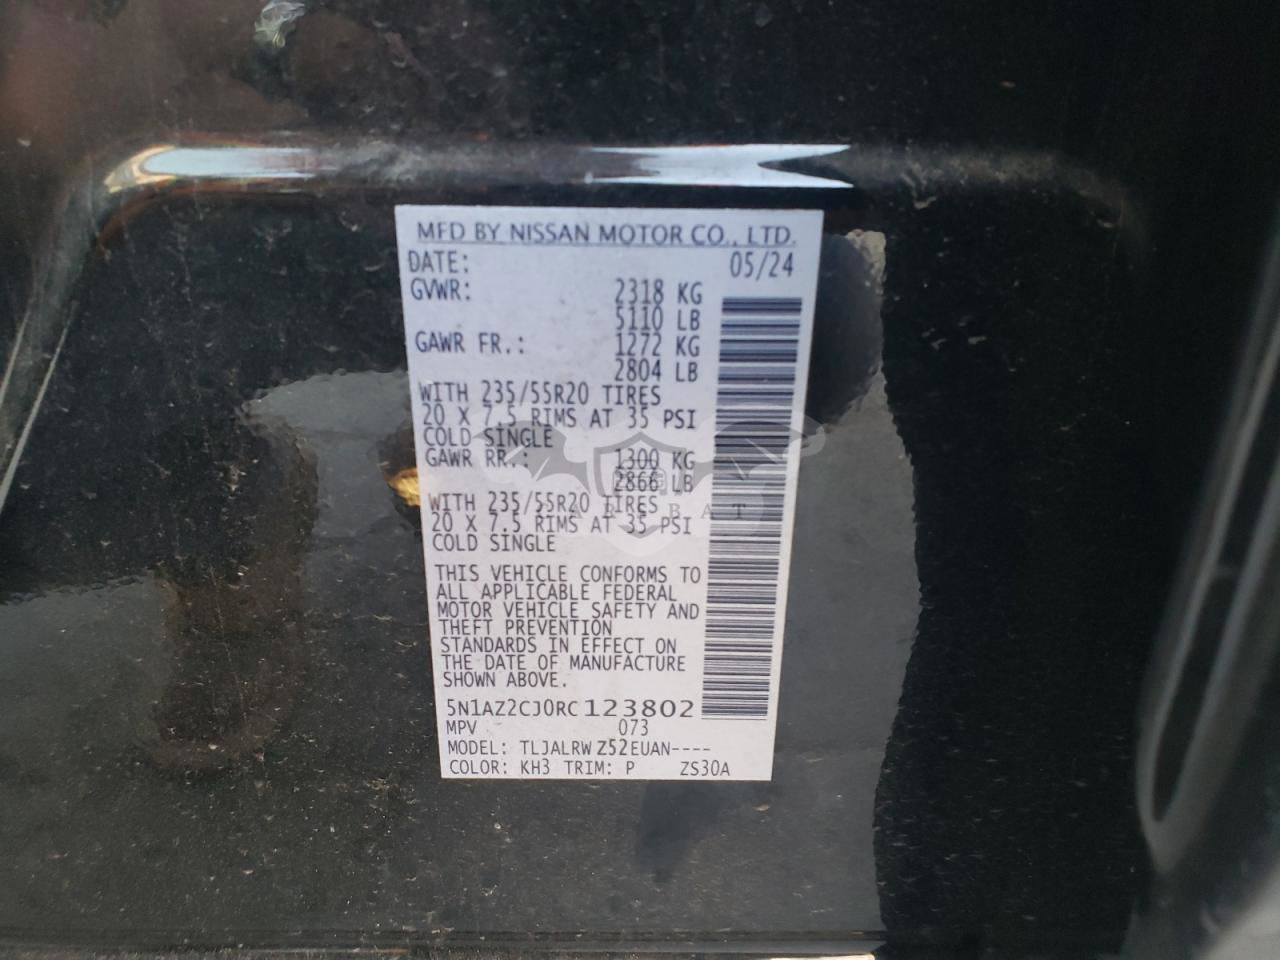 MFD BY NISSAN MOTOR CO., LTD.
DATE: 05/24
GVWR: 2318 KG
5110 LB
GAWR FR.: 1272 KG
2804 LB
WITH 235/55R20 TIRES
20 X 7.5 RIMS AT 35 PSI
COLD SINGLE
GAWR RR.: 1300 KG
2866 LB
WITH 235/55R20 TIRES
20 X 7.5 RIMS AT 35 PSI
COLD SINGLE
THIS VEHICLE CONFORMS TO
ALL APPLICABLE FEDERAL
MOTOR VEHICLE SAFETY AND
THEFT PREVENTION
STANDARDS IN EFFECT ON
THE DATE OF MANUFACTURE
SHOWN ABOVE.
5N1AZ2CJ0RC123802
MPV 073
MODEL: TLJALRWZ52EUAN----
COLOR: KH3 TRIM: P ZS30A